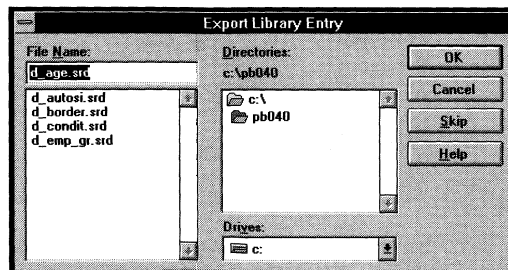 Export Library Entry
File Name:
d_age.srd
d_autosi.srd
d_border.srd
d_condit.srd
d_emp_gr.srd
Directories:
c:\pb040
c:\
pb040
Drives:
c:
OK
Cancel
Skip
Help